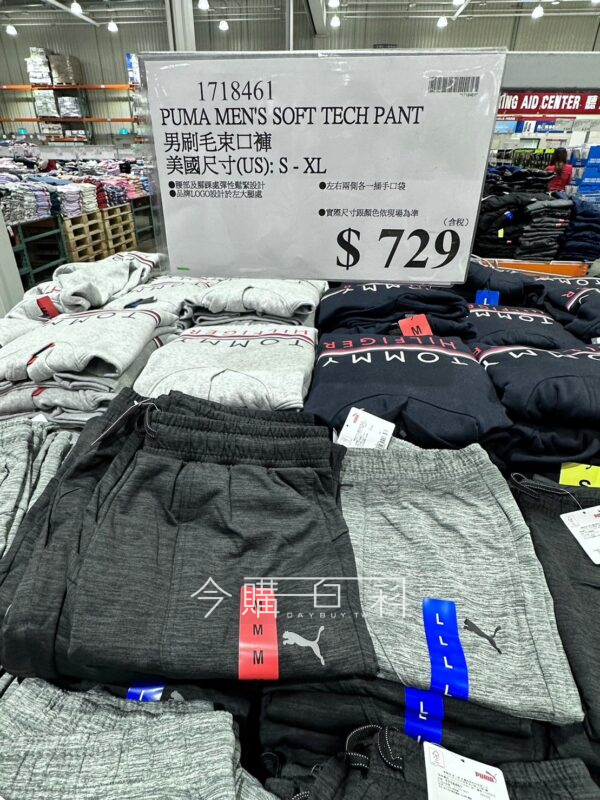 1718461
PUMA MEN'S SOFT TECH PANT
男刷毛束口褲
美國尺寸(US): S - XL
●腰部及腳踝處彈性鬆緊設計
●品牌LOGO設計於左大腿處
●左右兩側各一插手口袋
●實際尺寸跟顏色依現場為準
(含稅)
$ 729
ING AID CENTER
TOMMY
HILFIGER
TOMMY
HILFIGER
TOMMY
L
M
今購百科
M
M
L
L
L
L
L
L
PUMA